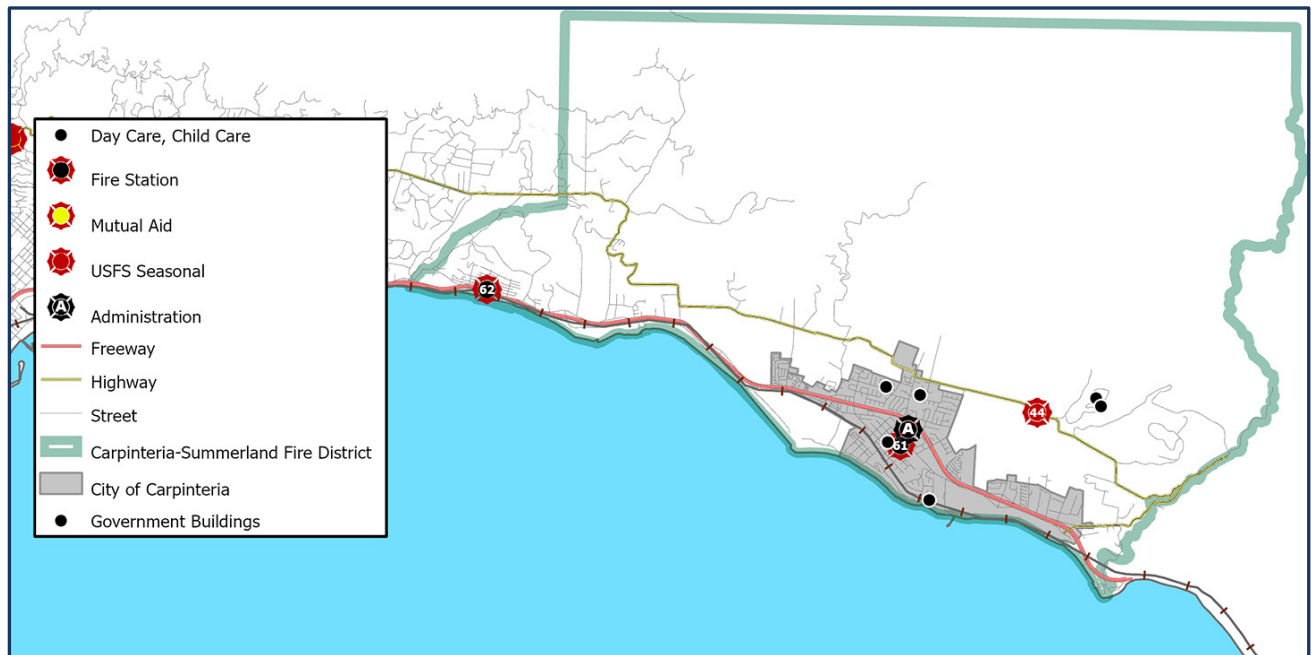 Day Care, Child Care
Fire Station
Mutual Aid
USFS Seasonal
A
Administration
Freeway
Highway
Street
Carpinteria-Summerland Fire District
City of Carpinteria
Government Buildings
62
44
A
61